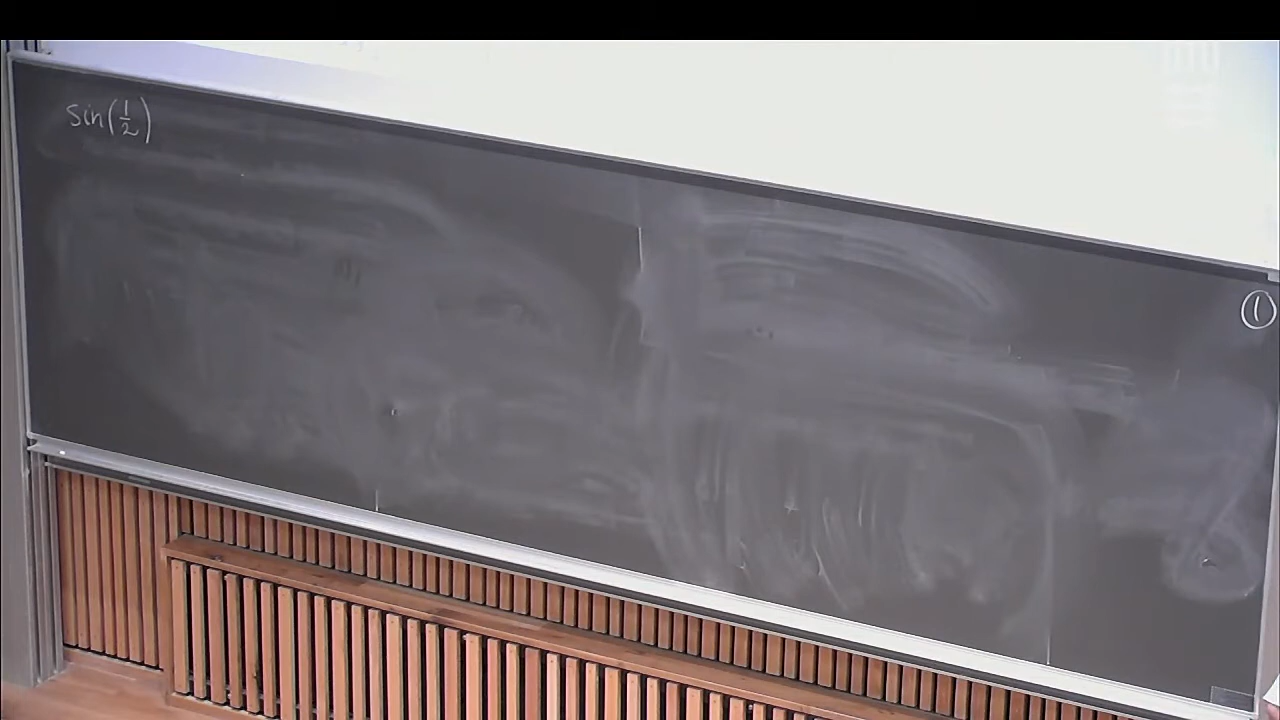 sin(1/2)
①